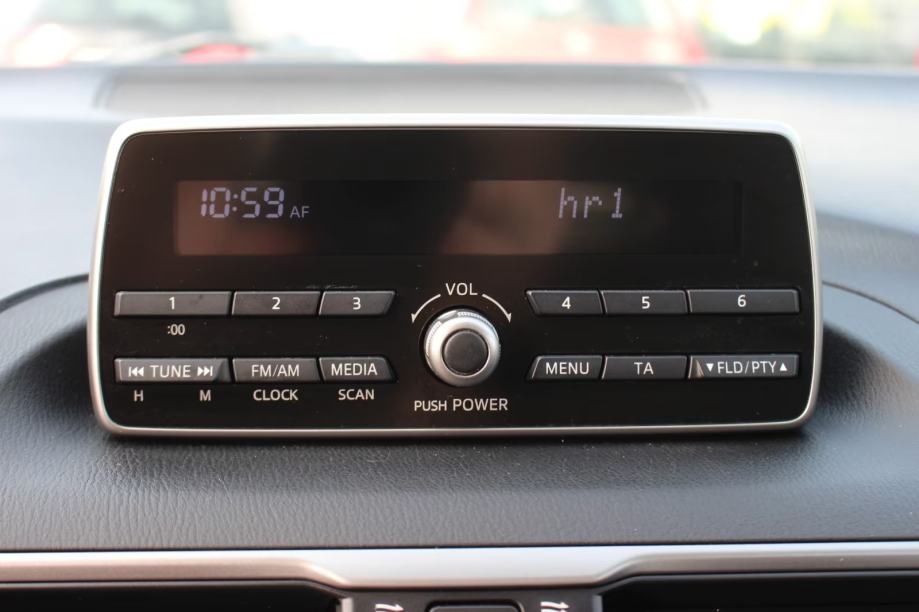 10:59 AF hr1
VOL
1 2 3 4 5 6
:00
⏮ TUNE ⏭ FM/AM MEDIA MENU TA ▼FLD/PTY▲
H M CLOCK SCAN
PUSH POWER